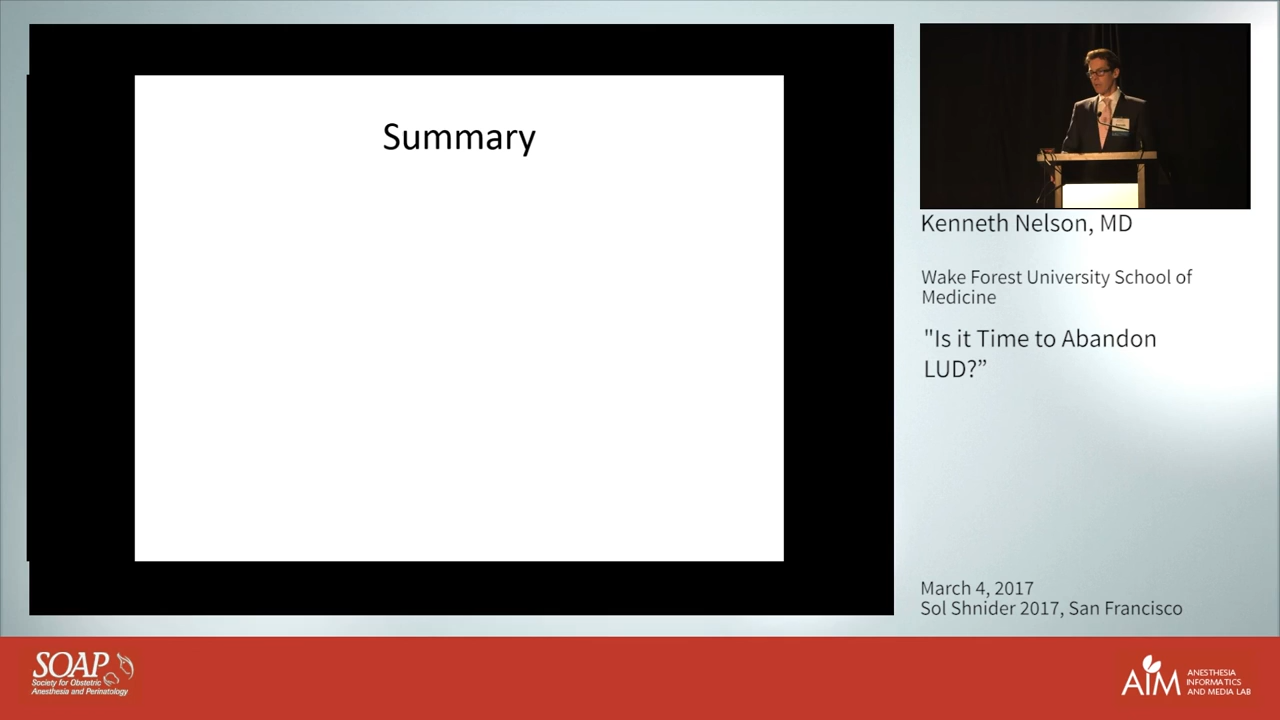 Summary
Kenneth Nelson, MD
Wake Forest University School of
Medicine
"Is it Time to Abandon
LUD?”
March 4, 2017
Sol Shnider 2017, San Francisco
SOAP
Society for Obstetric
Anesthesia and Perinatology
AIM
ANESTHESIA
INFORMATICS
AND MEDIA LAB